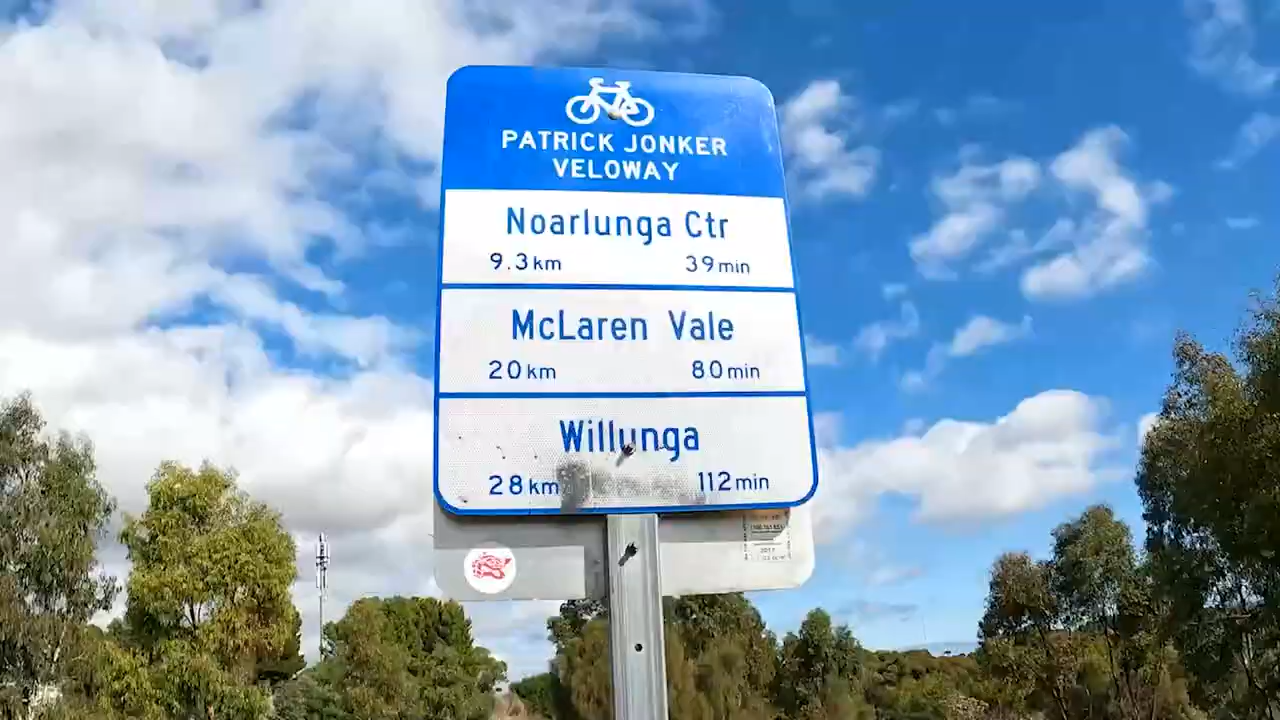 PATRICK JONKER
VELOWAY
Noarlunga Ctr
9.3 km 39 min
McLaren Vale
20 km 80 min
Willunga
28 km 112 min
2017